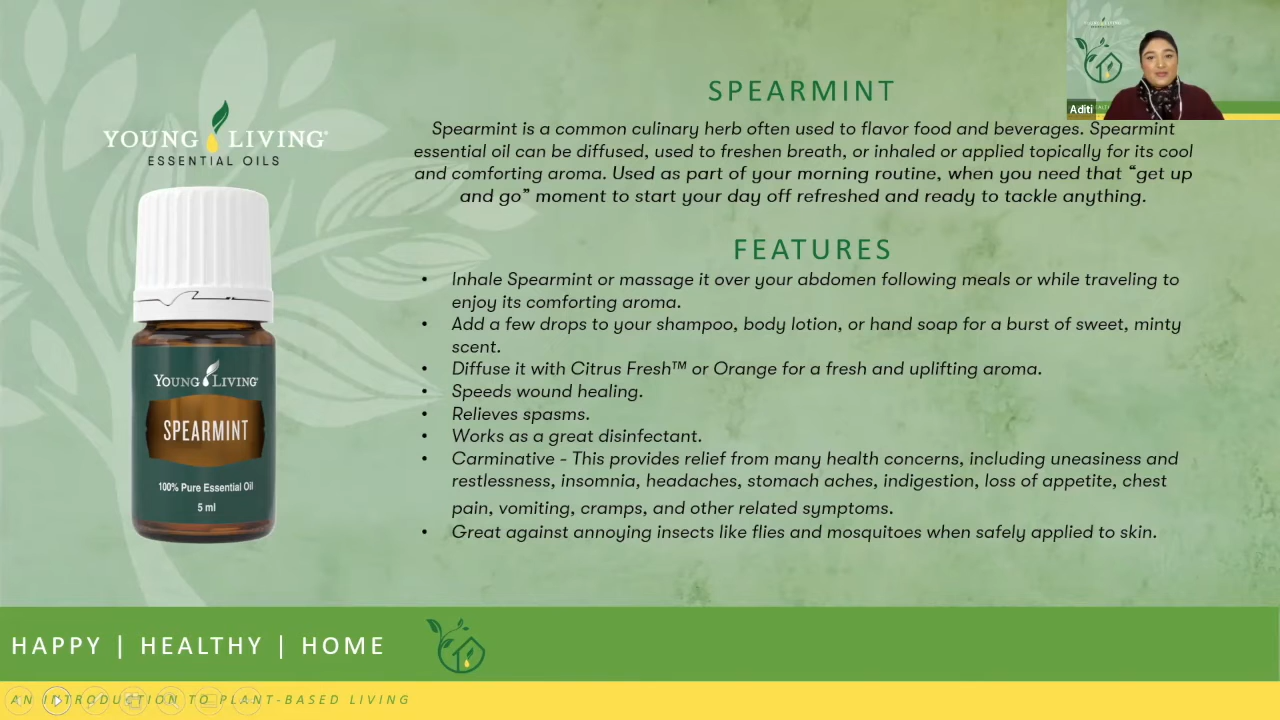 SPEARMINT
Spearmint is a common culinary herb often used to flavor food and beverages. Spearmint
essential oil can be diffused, used to freshen breath, or inhaled or applied topically for its cool
and comforting aroma. Used as part of your morning routine, when you need that “get up
and go” moment to start your day off refreshed and ready to tackle anything.
YOUNG LIVING
ESSENTIAL OILS
YOUNG LIVING
SPEARMINT
100% Pure Essential Oil
5 ml
FEATURES
• Inhale Spearmint or massage it over your abdomen following meals or while traveling to
enjoy its comforting aroma.
• Add a few drops to your shampoo, body lotion, or hand soap for a burst of sweet, minty
scent.
• Diffuse it with Citrus Fresh™ or Orange for a fresh and uplifting aroma.
• Speeds wound healing.
• Relieves spasms.
• Works as a great disinfectant.
• Carminative - This provides relief from many health concerns, including uneasiness and
restlessness, insomnia, headaches, stomach aches, indigestion, loss of appetite, chest
pain, vomiting, cramps, and other related symptoms.
• Great against annoying insects like flies and mosquitoes when safely applied to skin.
Aditi
HAPPY | HEALTHY | HOME
AN INTRODUCTION TO PLANT-BASED LIVING